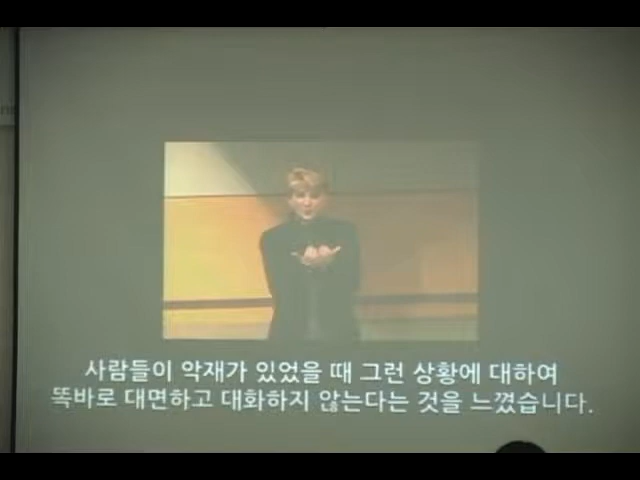 사람들이 악재가 있었을 때 그런 상황에 대하여
똑바로 대면하고 대화하지 않는다는 것을 느꼈습니다.